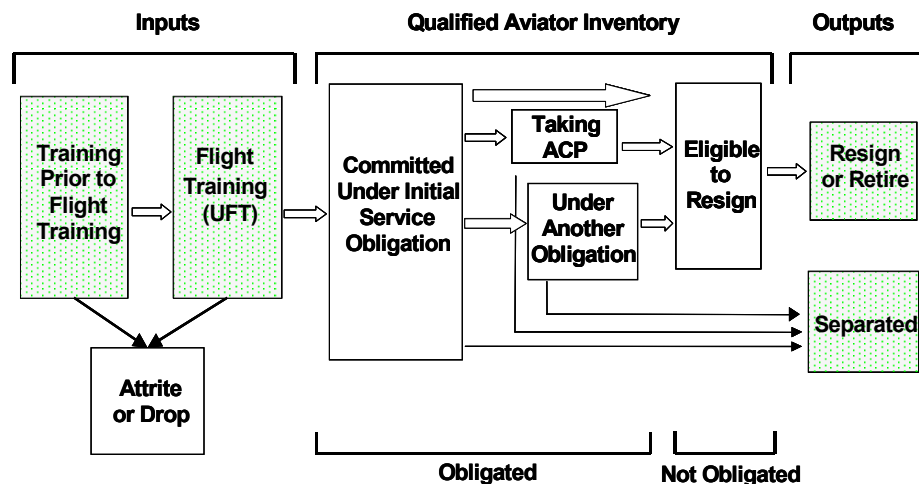 Inputs
Qualified Aviator Inventory
Outputs
Training
Prior to
Flight
Training
Flight
Training
(UFT)
Committed
Under Initial
Service
Obligation
Taking
ACP
Under
Another
Obligation
Eligible
to
Resign
Resign
or Retire
Separated
Attrite
or Drop
Obligated
Not Obligated